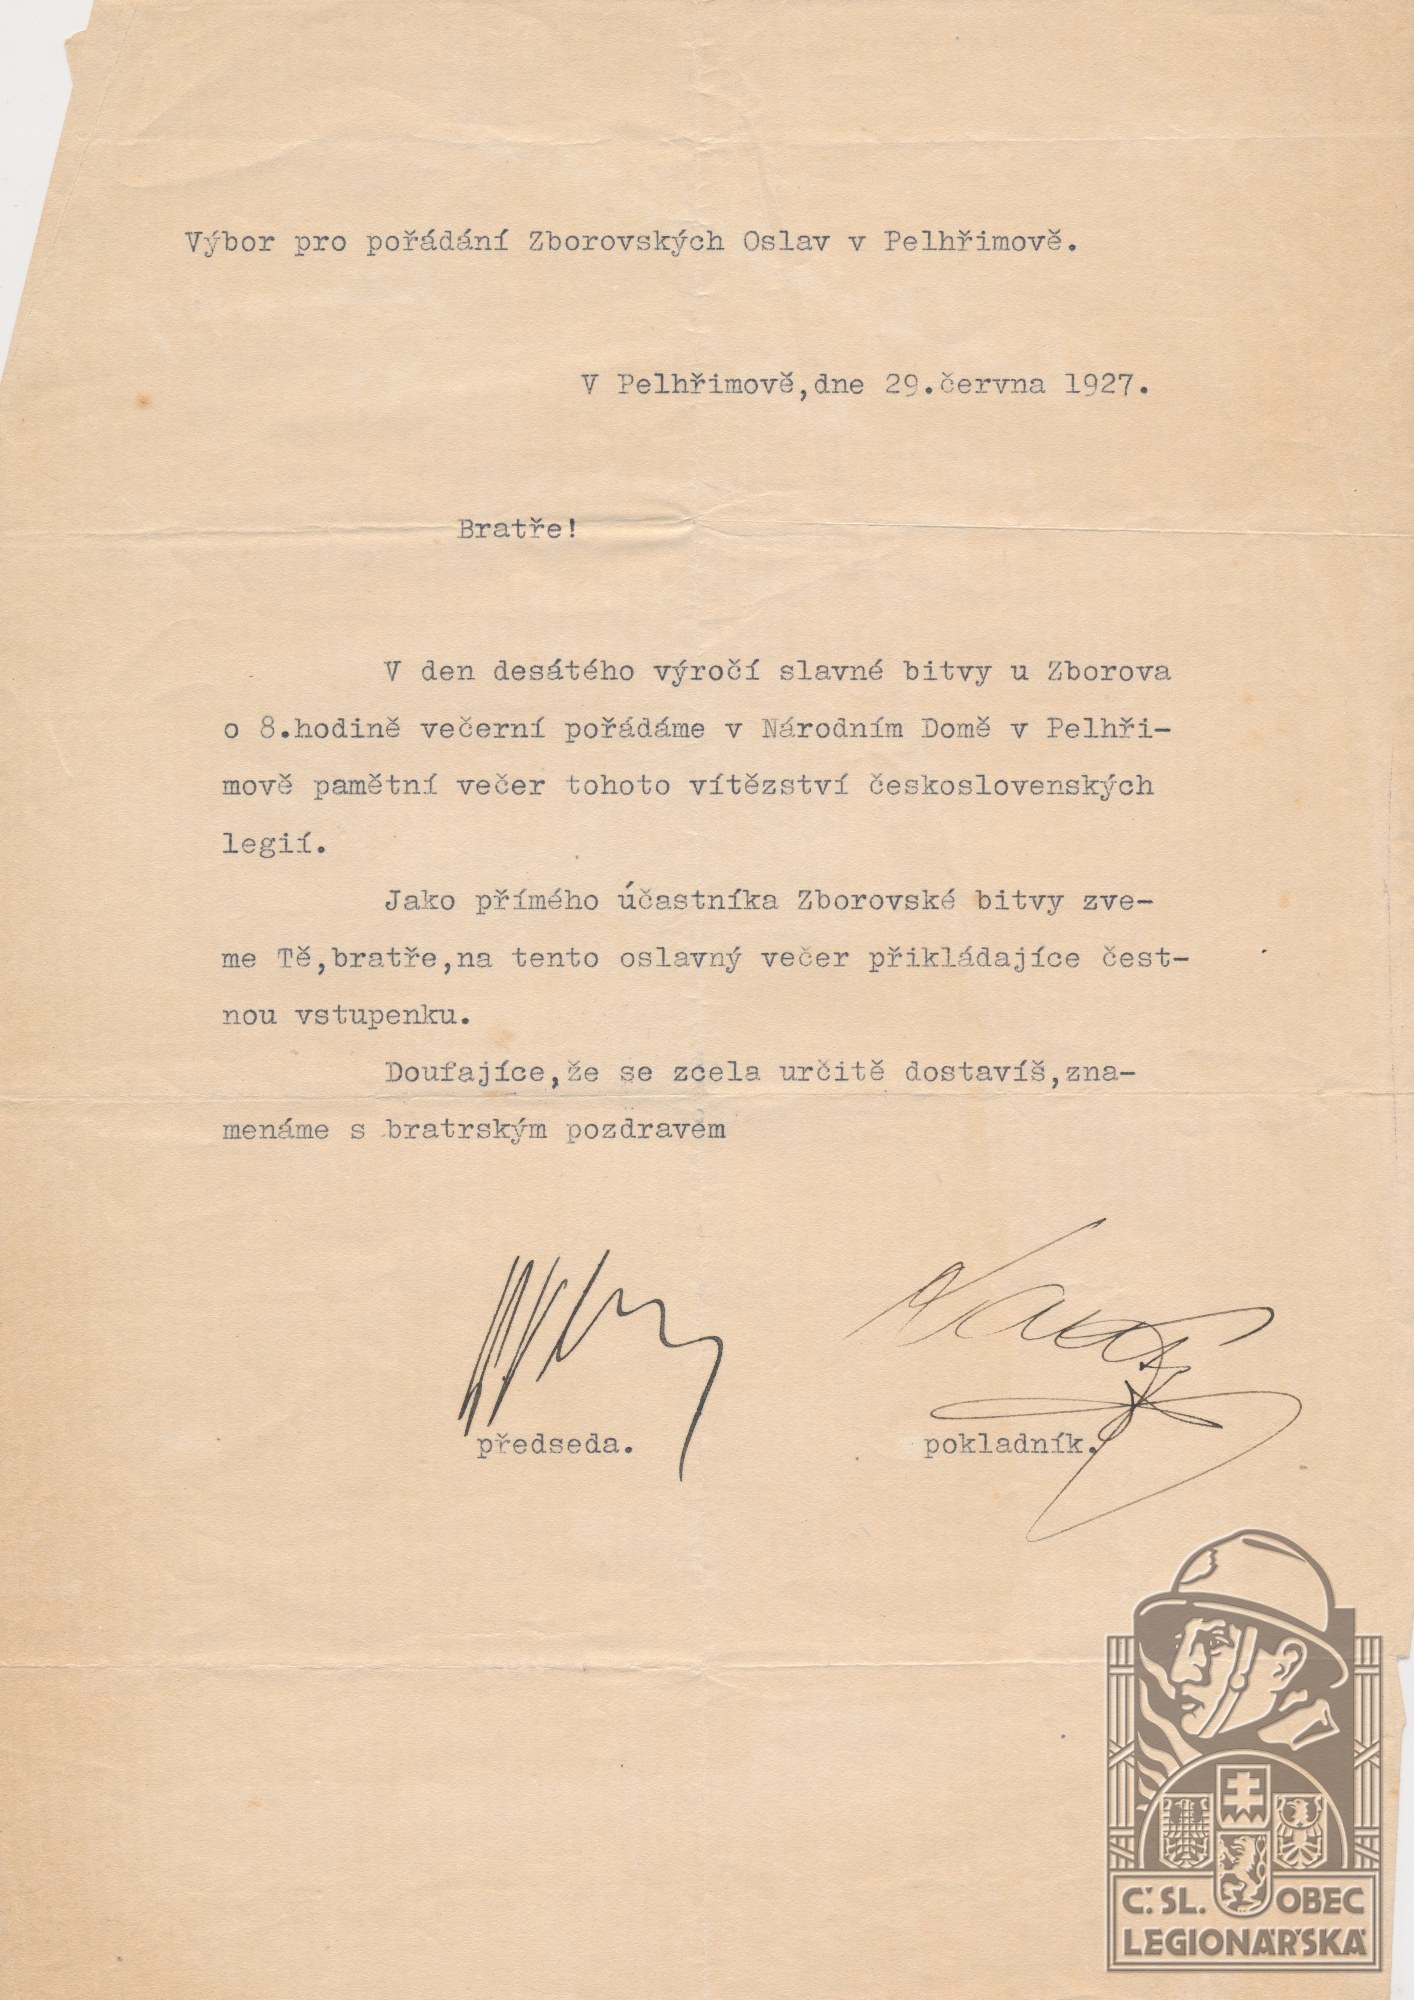 Výbor pro pořádání Zborovských Oslav v Pelhřimově.
V Pelhřimově,dne 29.června 1927.
Bratře!
V den desátého výročí slavné bitvy u Zborova
o 8.hodině večerní pořádáme v Národním Domě v Pelhři-
mově pamětní večer tohoto vítězství československých
legií.
Jako přímého účastníka Zborovské bitvy zve-
me Tě,bratře,na tento oslavný večer přikládajíce čest-
nou vstupenku.
Doufajíce,že se zcela určitě dostavíš,zna-
menáme s bratrským pozdravem
předseda.
pokladník.
Č. SL. OBEC
LEGIONÁŘSKÁ